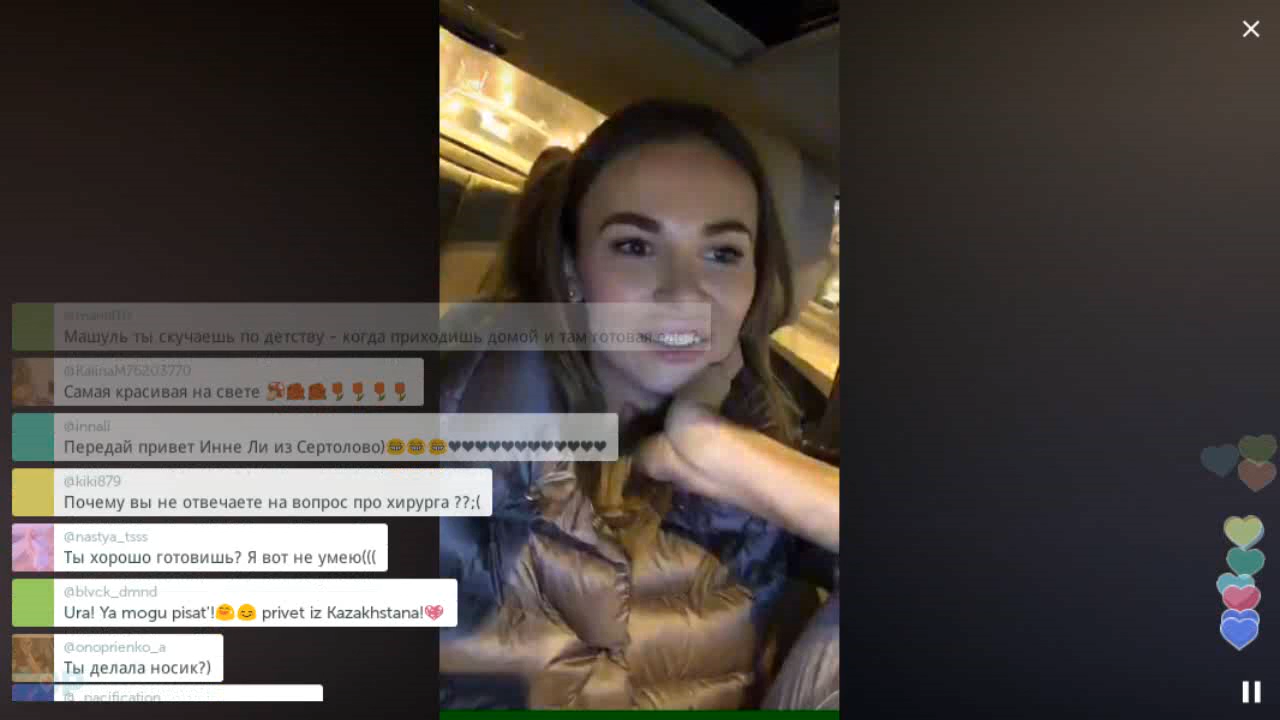 Машуль ты скучаешь по детству - когда приходишь домой и там готовая
@KalinaM76203770
Самая красивая на свете 💝🌺🌺🌷🌷🌷🌷
@innali
Передай привет Инне Ли из Сертолово)😂😂😂❤❤❤❤❤❤❤❤❤❤❤❤
@kiki879
Почему вы не отвечаете на вопрос про хирурга ??;(
@nastya_tsss
Ты хорошо готовишь? Я вот не умею(((
@blvck_dmnd
Ura! Ya mogu pisat'!😊😊 privet iz Kazakhstana!💖
@onoprienko_a
Ты делала носик?)
@_pacification_